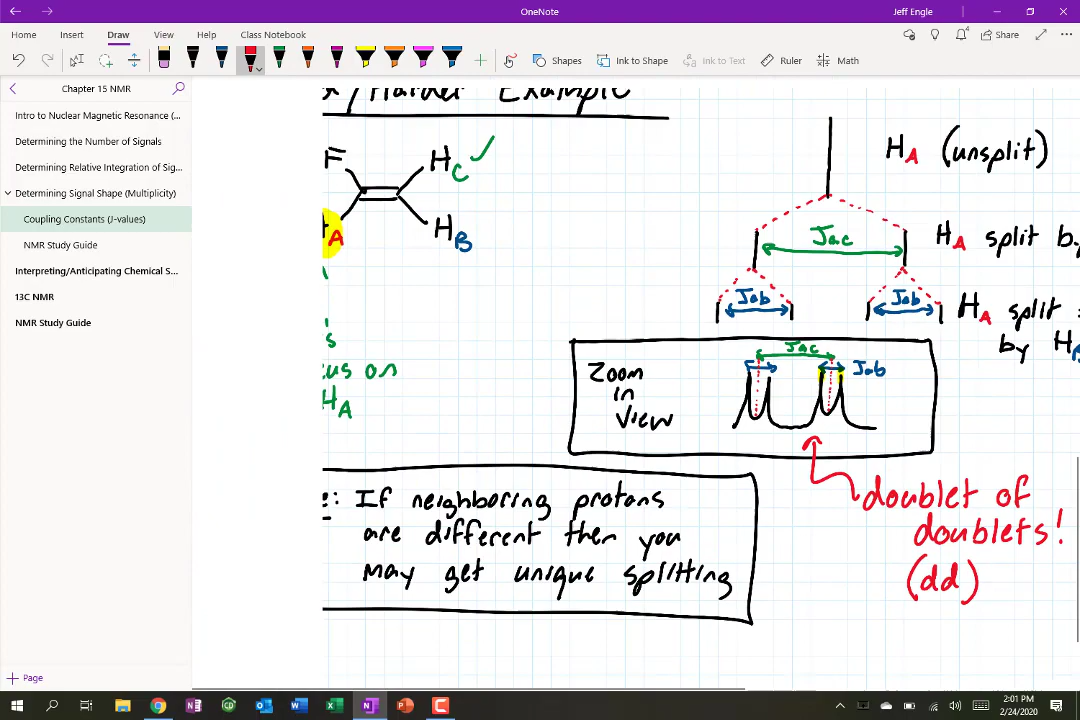 OneNote
Jeff Engle
Home Insert Draw View Help Class Notebook
Share
Shapes Ink to Shape Ink to Text Ruler Math
Chapter 15 NMR
Intro to Nuclear Magnetic Resonance (...
Determining the Number of Signals
Determining Relative Integration of Sig...
Determining Signal Shape (Multiplicity)
Coupling Constants (J-values)
NMR Study Guide
Interpreting/Anticipating Chemical S...
13C NMR
NMR Study Guide
Page
/Harder Example
F HC ✓
A HB
's
us on
HA
HA (unsplit)
Jac
HA split by
Jab Jab
HA split
by HB
Zoom
in
View
Jac
Jab
doublet of
doublets!
(dd)
: If neighboring protons
are different then you
may get unique splitting
2:01 PM
2/24/2020